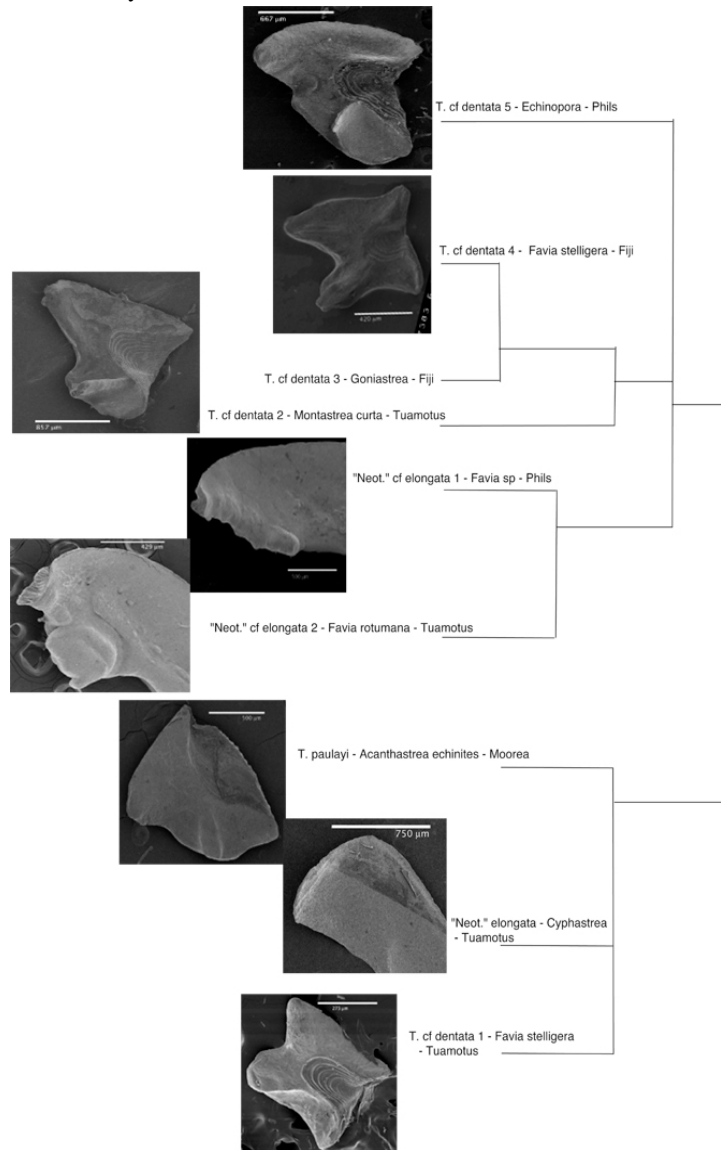 667 µm
T. cf dentata 5 - Echinopora - Phils
T. cf dentata 4 - Favia stelligera - Fiji
420 µm
T. cf dentata 3 - Goniastrea - Fiji
T. cf dentata 2 - Montastrea curta - Tuamotus
857 µm
"Neot." cf elongata 1 - Favia sp - Phils
500 µm
429 µm
"Neot." cf elongata 2 - Favia rotumana - Tuamotus
500 µm
T. paulayi - Acanthastrea echinites - Moorea
750 µm
"Neot." elongata - Cyphastrea
- Tuamotus
273 µm
T. cf dentata 1 - Favia stelligera
- Tuamotus